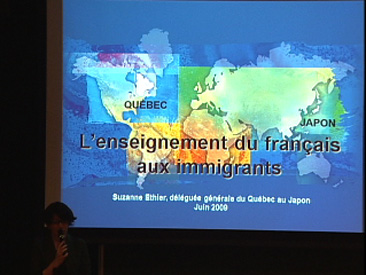 QUÉBEC
JAPON
L'enseignement du français
aux immigrants
Suzanne Ethier, déléguée générale du Québec au Japon
Juin 2009